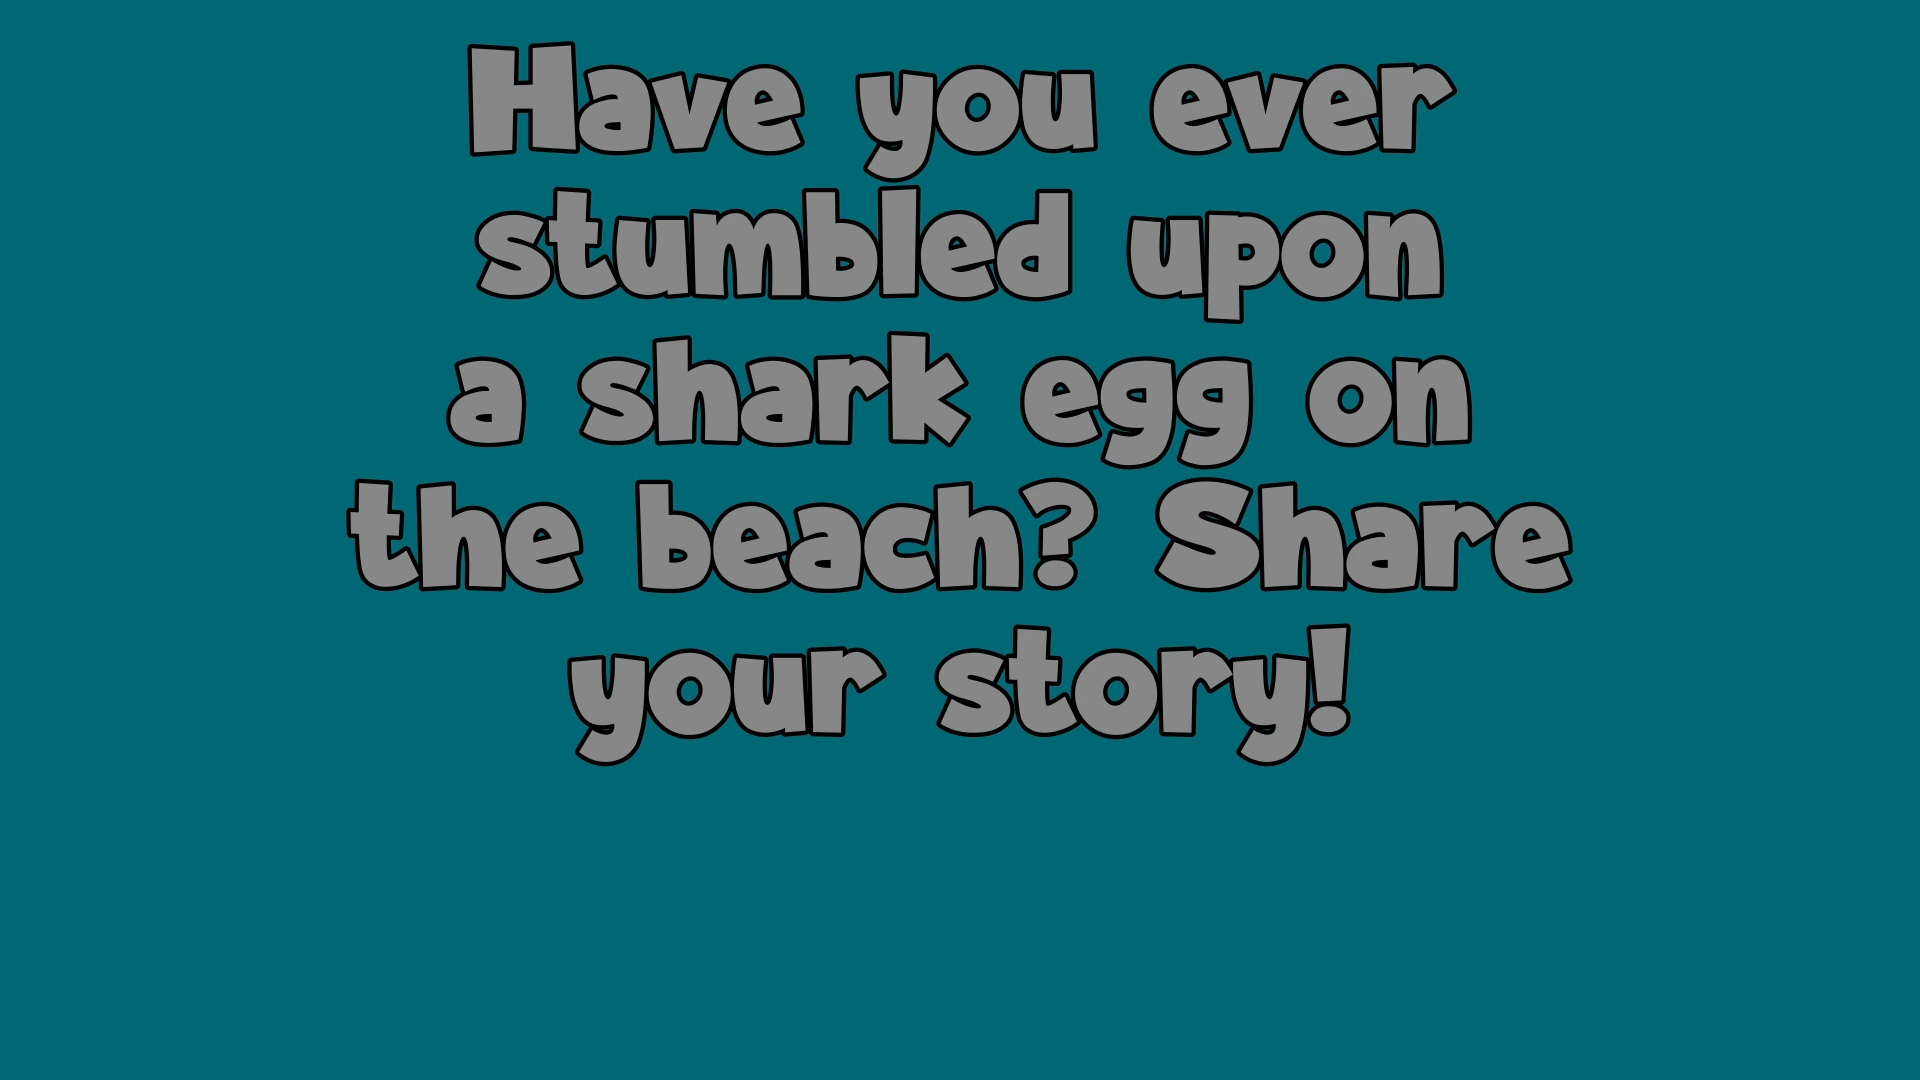 Have you ever
stumbled upon
a shark egg on
the beach? Share
your story!